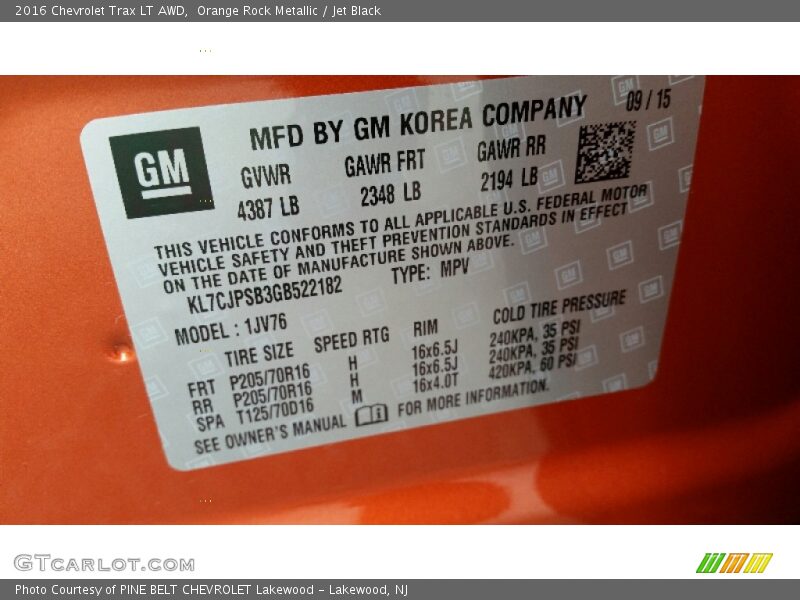 2016 Chevrolet Trax LT AWD,  Orange Rock Metallic / Jet Black
GM
MFD BY GM KOREA COMPANY 09 / 15
GVWR GAWR FRT GAWR RR
4387 LB 2348 LB 2194 LB
THIS VEHICLE CONFORMS TO ALL APPLICABLE U.S. FEDERAL MOTOR
VEHICLE SAFETY AND THEFT PREVENTION STANDARDS IN EFFECT
ON THE DATE OF MANUFACTURE SHOWN ABOVE.
KL7CJPSB3GB522182 TYPE: MPV
MODEL : 1JV76
TIRE SIZE SPEED RTG RIM COLD TIRE PRESSURE
FRT P205/70R16 H 16x6.5J 240KPA, 35 PSI
RR P205/70R16 H 16x6.5J 240KPA, 35 PSI
SPA T125/70D16 M 16x4.0T 420KPA, 60 PSI
SEE OWNER'S MANUAL FOR MORE INFORMATION.
GTCARLOT.COM
Photo Courtesy of PINE BELT CHEVROLET Lakewood - Lakewood, NJ